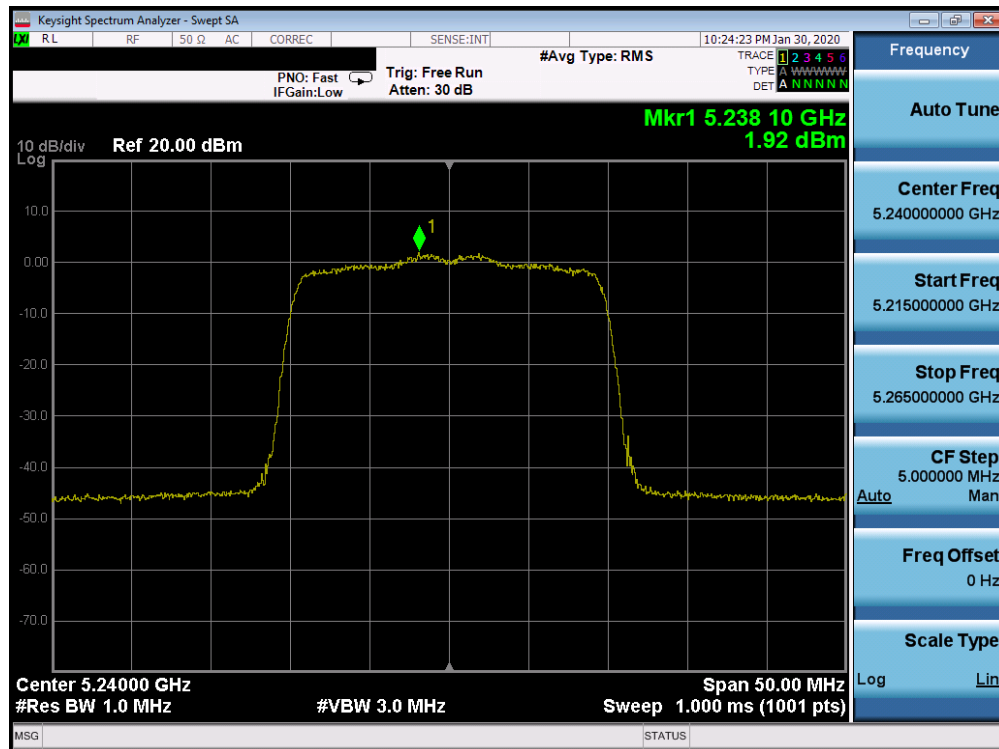 Keysight Spectrum Analyzer - Swept SA
LXI RL RF 50 Ω AC CORREC SENSE:INT 10:24:23 PM Jan 30, 2020
#Avg Type: RMS
TRACE 1 2 3 4 5 6
TYPE A WWWWW
DET A N N N N N
PNO: Fast
IFGain:Low
Trig: Free Run
Atten: 30 dB
Mkr1 5.238 10 GHz
1.92 dBm
10 dB/div
Log
Ref 20.00 dBm
1
10.0
0.00
-10.0
-20.0
-30.0
-40.0
-50.0
-60.0
-70.0
Center 5.24000 GHz
Span 50.00 MHz
#Res BW 1.0 MHz
#VBW 3.0 MHz
Sweep 1.000 ms (1001 pts)
MSG
STATUS
Frequency
Auto Tune
Center Freq
5.240000000 GHz
Start Freq
5.215000000 GHz
Stop Freq
5.265000000 GHz
CF Step
5.000000 MHz
Auto Man
Freq Offset
0 Hz
Scale Type
Log Lin